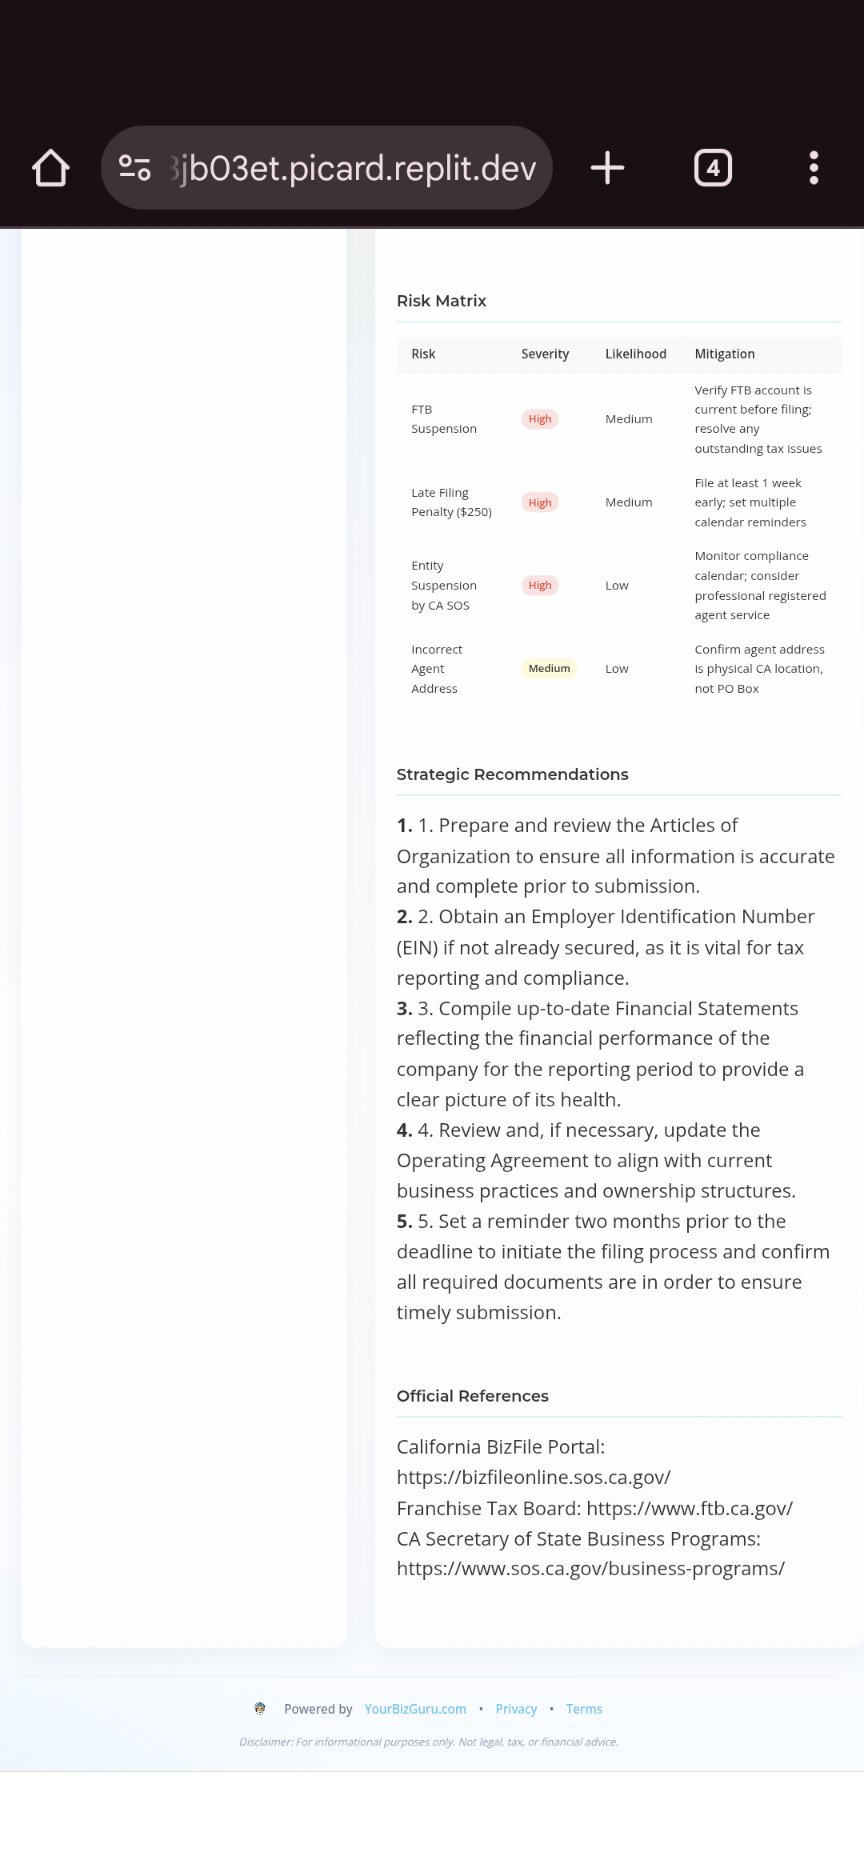 3jb03et.picard.replit.dev
4
Risk Matrix
Risk Severity Likelihood Mitigation
FTB Suspension High Medium Verify FTB account is current before filing; resolve any outstanding tax issues
Late Filing Penalty ($250) High Medium File at least 1 week early; set multiple calendar reminders
Entity Suspension by CA SOS High Low Monitor compliance calendar; consider professional registered agent service
Incorrect Agent Address Medium Low Confirm agent address is physical CA location, not PO Box
Strategic Recommendations
1. 1. Prepare and review the Articles of
Organization to ensure all information is accurate
and complete prior to submission.
2. 2. Obtain an Employer Identification Number
(EIN) if not already secured, as it is vital for tax
reporting and compliance.
3. 3. Compile up-to-date Financial Statements
reflecting the financial performance of the
company for the reporting period to provide a
clear picture of its health.
4. 4. Review and, if necessary, update the
Operating Agreement to align with current
business practices and ownership structures.
5. 5. Set a reminder two months prior to the
deadline to initiate the filing process and confirm
all required documents are in order to ensure
timely submission.
Official References
California BizFile Portal:
https://bizfileonline.sos.ca.gov/
Franchise Tax Board: https://www.ftb.ca.gov/
CA Secretary of State Business Programs:
https://www.sos.ca.gov/business-programs/
Powered by YourBizGuru.com • Privacy • Terms
Disclaimer: For informational purposes only. Not legal, tax, or financial advice.